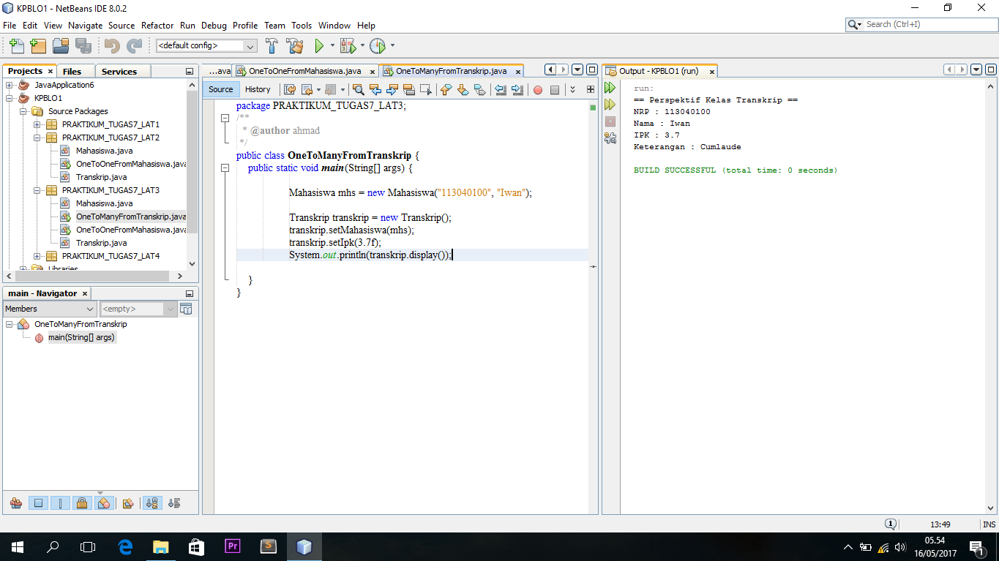 KPBLO1 - NetBeans IDE 8.0.2
File Edit View Navigate Source Refactor Run Debug Profile Team Tools Window Help
Search (Ctrl+I)
<default config>
Projects Files Services
JavaApplication6
KPBLO1
Source Packages
PRAKTIKUM_TUGAS7_LAT1
PRAKTIKUM_TUGAS7_LAT2
Mahasiswa.java
OneToOneFromMahasiswa.java
Transkrip.java
PRAKTIKUM_TUGAS7_LAT3
Mahasiswa.java
OneToManyFromTranskrip.java
OneToOneFromMahasiswa.java
Transkrip.java
PRAKTIKUM_TUGAS7_LAT4
Libraries
main - Navigator
Members <empty>
OneToManyFromTranskrip
main(String[] args)
...ava OneToOneFromMahasiswa.java OneToManyFromTranskrip.java
Source History
package PRAKTIKUM_TUGAS7_LAT3;
/**
* @author ahmad
*/
public class OneToManyFromTranskrip {
public static void main(String[] args) {
Mahasiswa mhs = new Mahasiswa("113040100", "Iwan");
Transkrip transkrip = new Transkrip();
transkrip.setMahasiswa(mhs);
transkrip.setIpk(3.7f);
System.out.println(transkrip.display());
}
}
Output - KPBLO1 (run)
run:
== Perspektif Kelas Transkrip ==
NRP : 113040100
Nama : Iwan
IPK : 3.7
Keterangan : Cumlaude
BUILD SUCCESSFUL (total time: 0 seconds)
1 13:49 INS
Pr S
05.54
16/05/2017
1